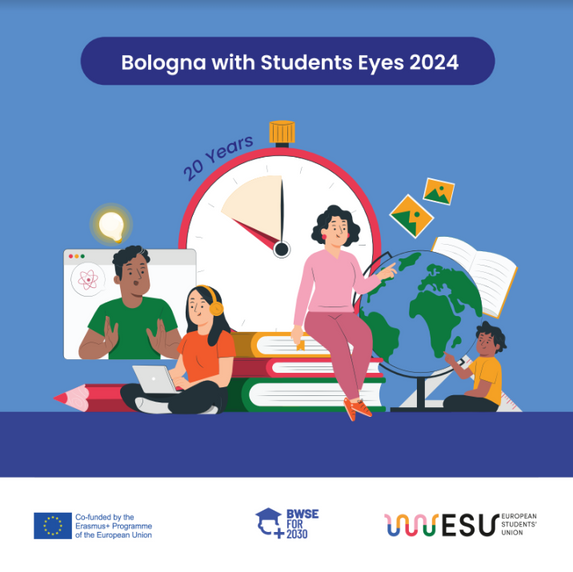 Bologna with Students Eyes 2024
20 Years
Co-funded by the
Erasmus+ Programme
of the European Union
BWSE
FOR
2030
ESU
EUROPEAN
STUDENTS'
UNION